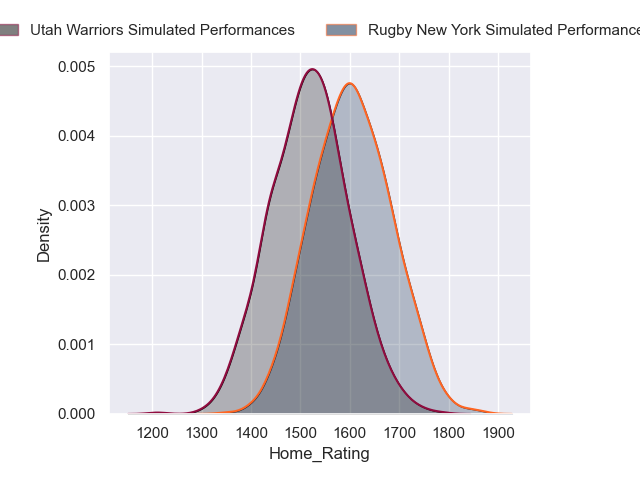 Utah Warriors Simulated Performances
Rugby New York Simulated Performance
0.005
0.004
0.003
0.002
0.001
0.000
Density
1200 1300 1400 1500 1600 1700 1800 1900
Home_Rating